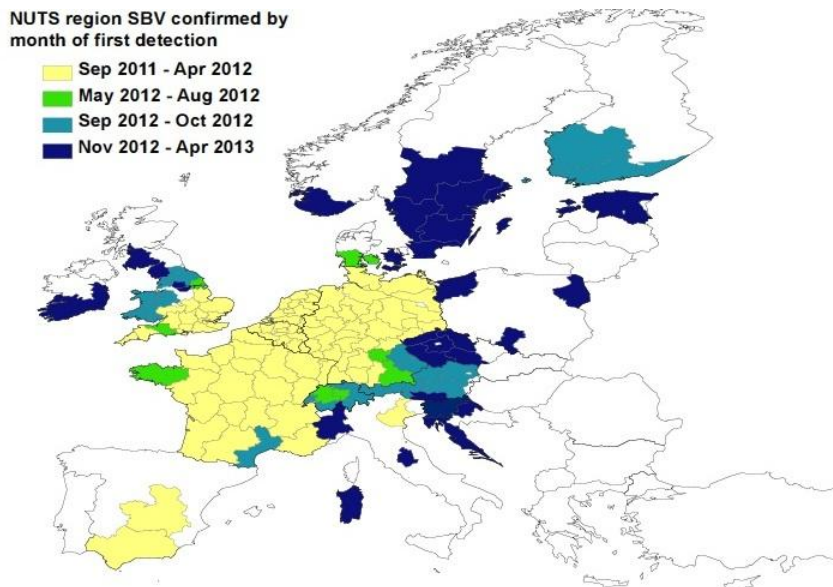 NUTS region SBV confirmed by
month of first detection
Sep 2011 - Apr 2012
May 2012 - Aug 2012
Sep 2012 - Oct 2012
Nov 2012 - Apr 2013